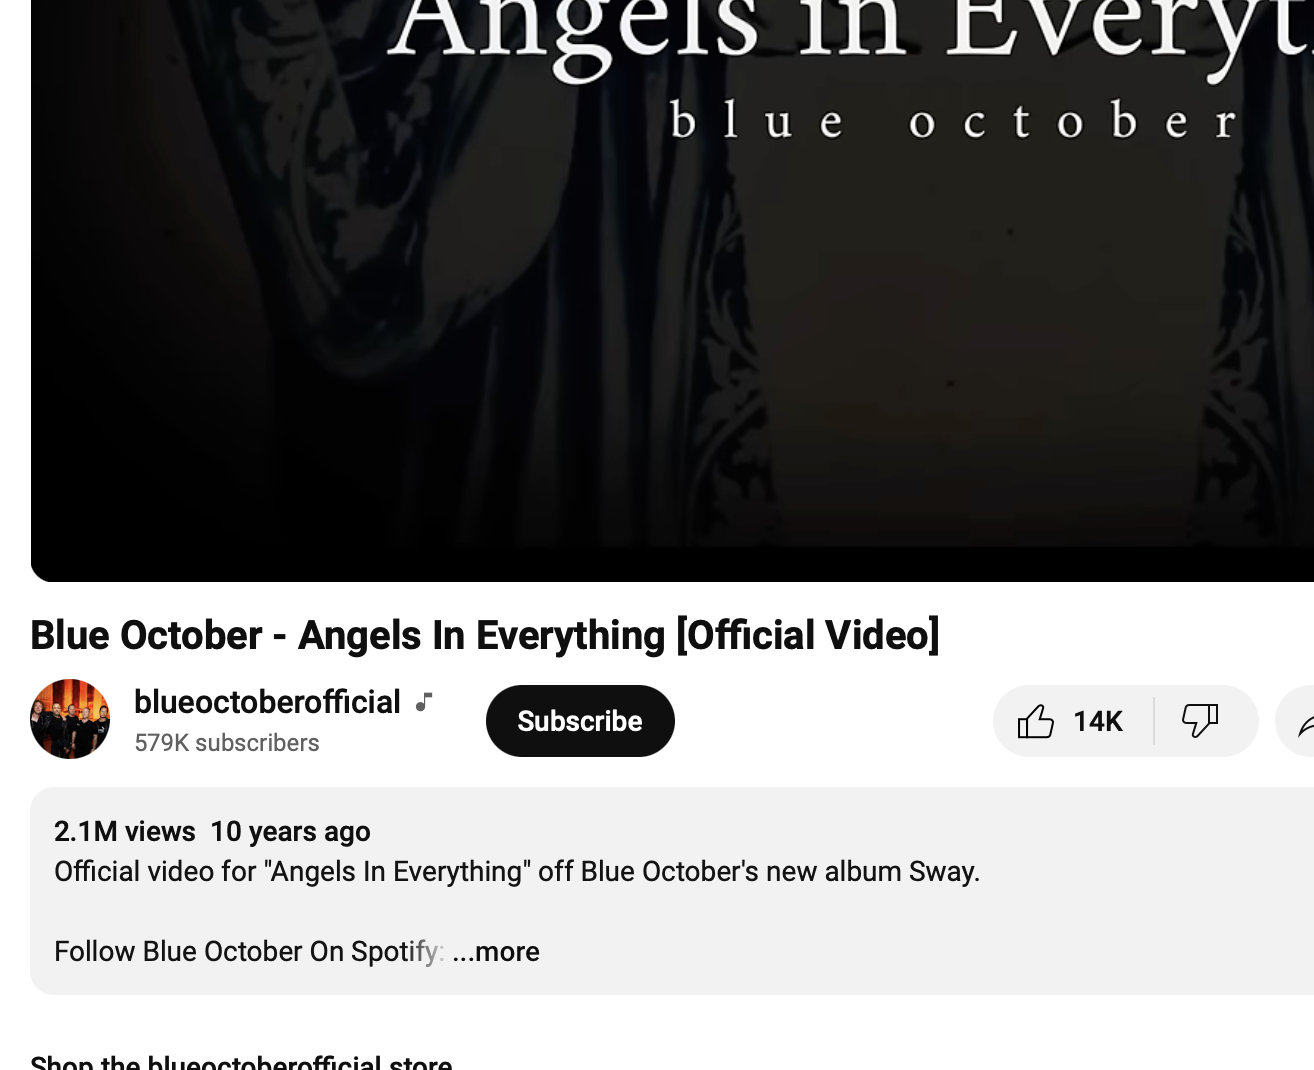 Angels in Everyt
blue october
Blue October - Angels In Everything [Official Video]
blueoctoberofficial
579K subscribers
Subscribe
14K
2.1M views 10 years ago
Official video for "Angels In Everything" off Blue October's new album Sway.
Follow Blue October On Spotify: ...more
Shop the blueoctoberofficial store